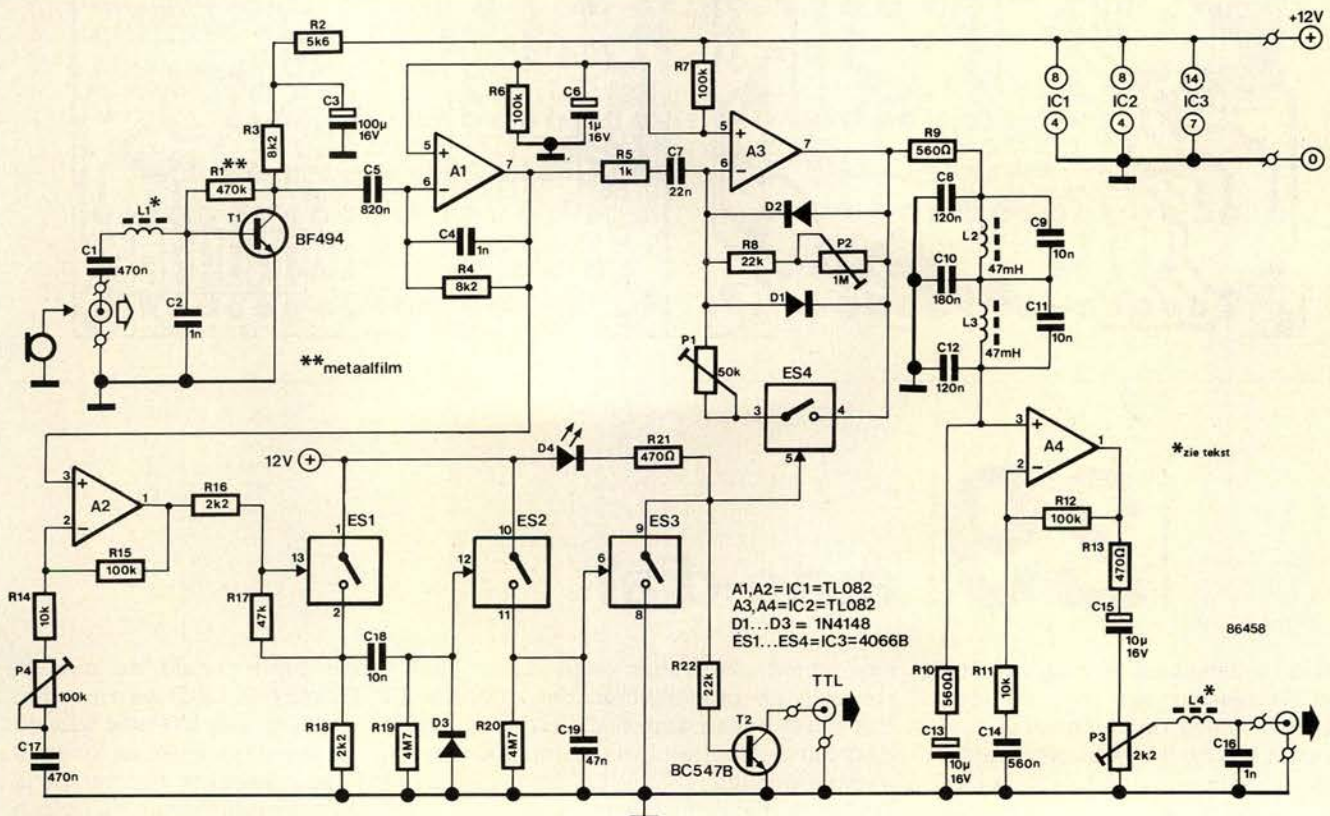 R2
5k6
+12V
R3
8k2
C3
100µ
16V
R6
100k
C6
1µ
16V
R7
100k
8
IC1
4
8
IC2
4
14
IC3
7
0
R1**
470k
L1*
T1
BF494
C1
470n
C2
1n
**metaalfilm
C5
820n
5
+
6
−
A1
7
C4
1n
R4
8k2
R5
1k
C7
22n
5
+
6
−
A3
7
R9
560Ω
D2
R8
22k
P2
1M
D1
P1
50k
ES4
3
4
5
C8
120n
L2
47mH
C9
10n
C10
180n
L3
47mH
C11
10n
C12
120n
3
+
2
−
A4
1
*zie tekst
R12
100k
R13
470Ω
C15
10µ
16V
86458
R10
560Ω
R11
10k
C13
10µ
16V
C14
560n
P3
2k2
L4*
C16
1n
3
+
2
−
A2
1
R16
2k2
R15
100k
R14
10k
P4
100k
C17
470n
12V
D4
R21
470Ω
ES1
1
13
2
R17
47k
C18
10n
R18
2k2
R19
4M7
D3
ES2
10
12
11
R20
4M7
C19
47n
ES3
9
6
8
R22
22k
T2
BC547B
TTL
A1,A2=IC1=TL082
A3,A4=IC2=TL082
D1...D3 = 1N4148
ES1...ES4=IC3=4066B